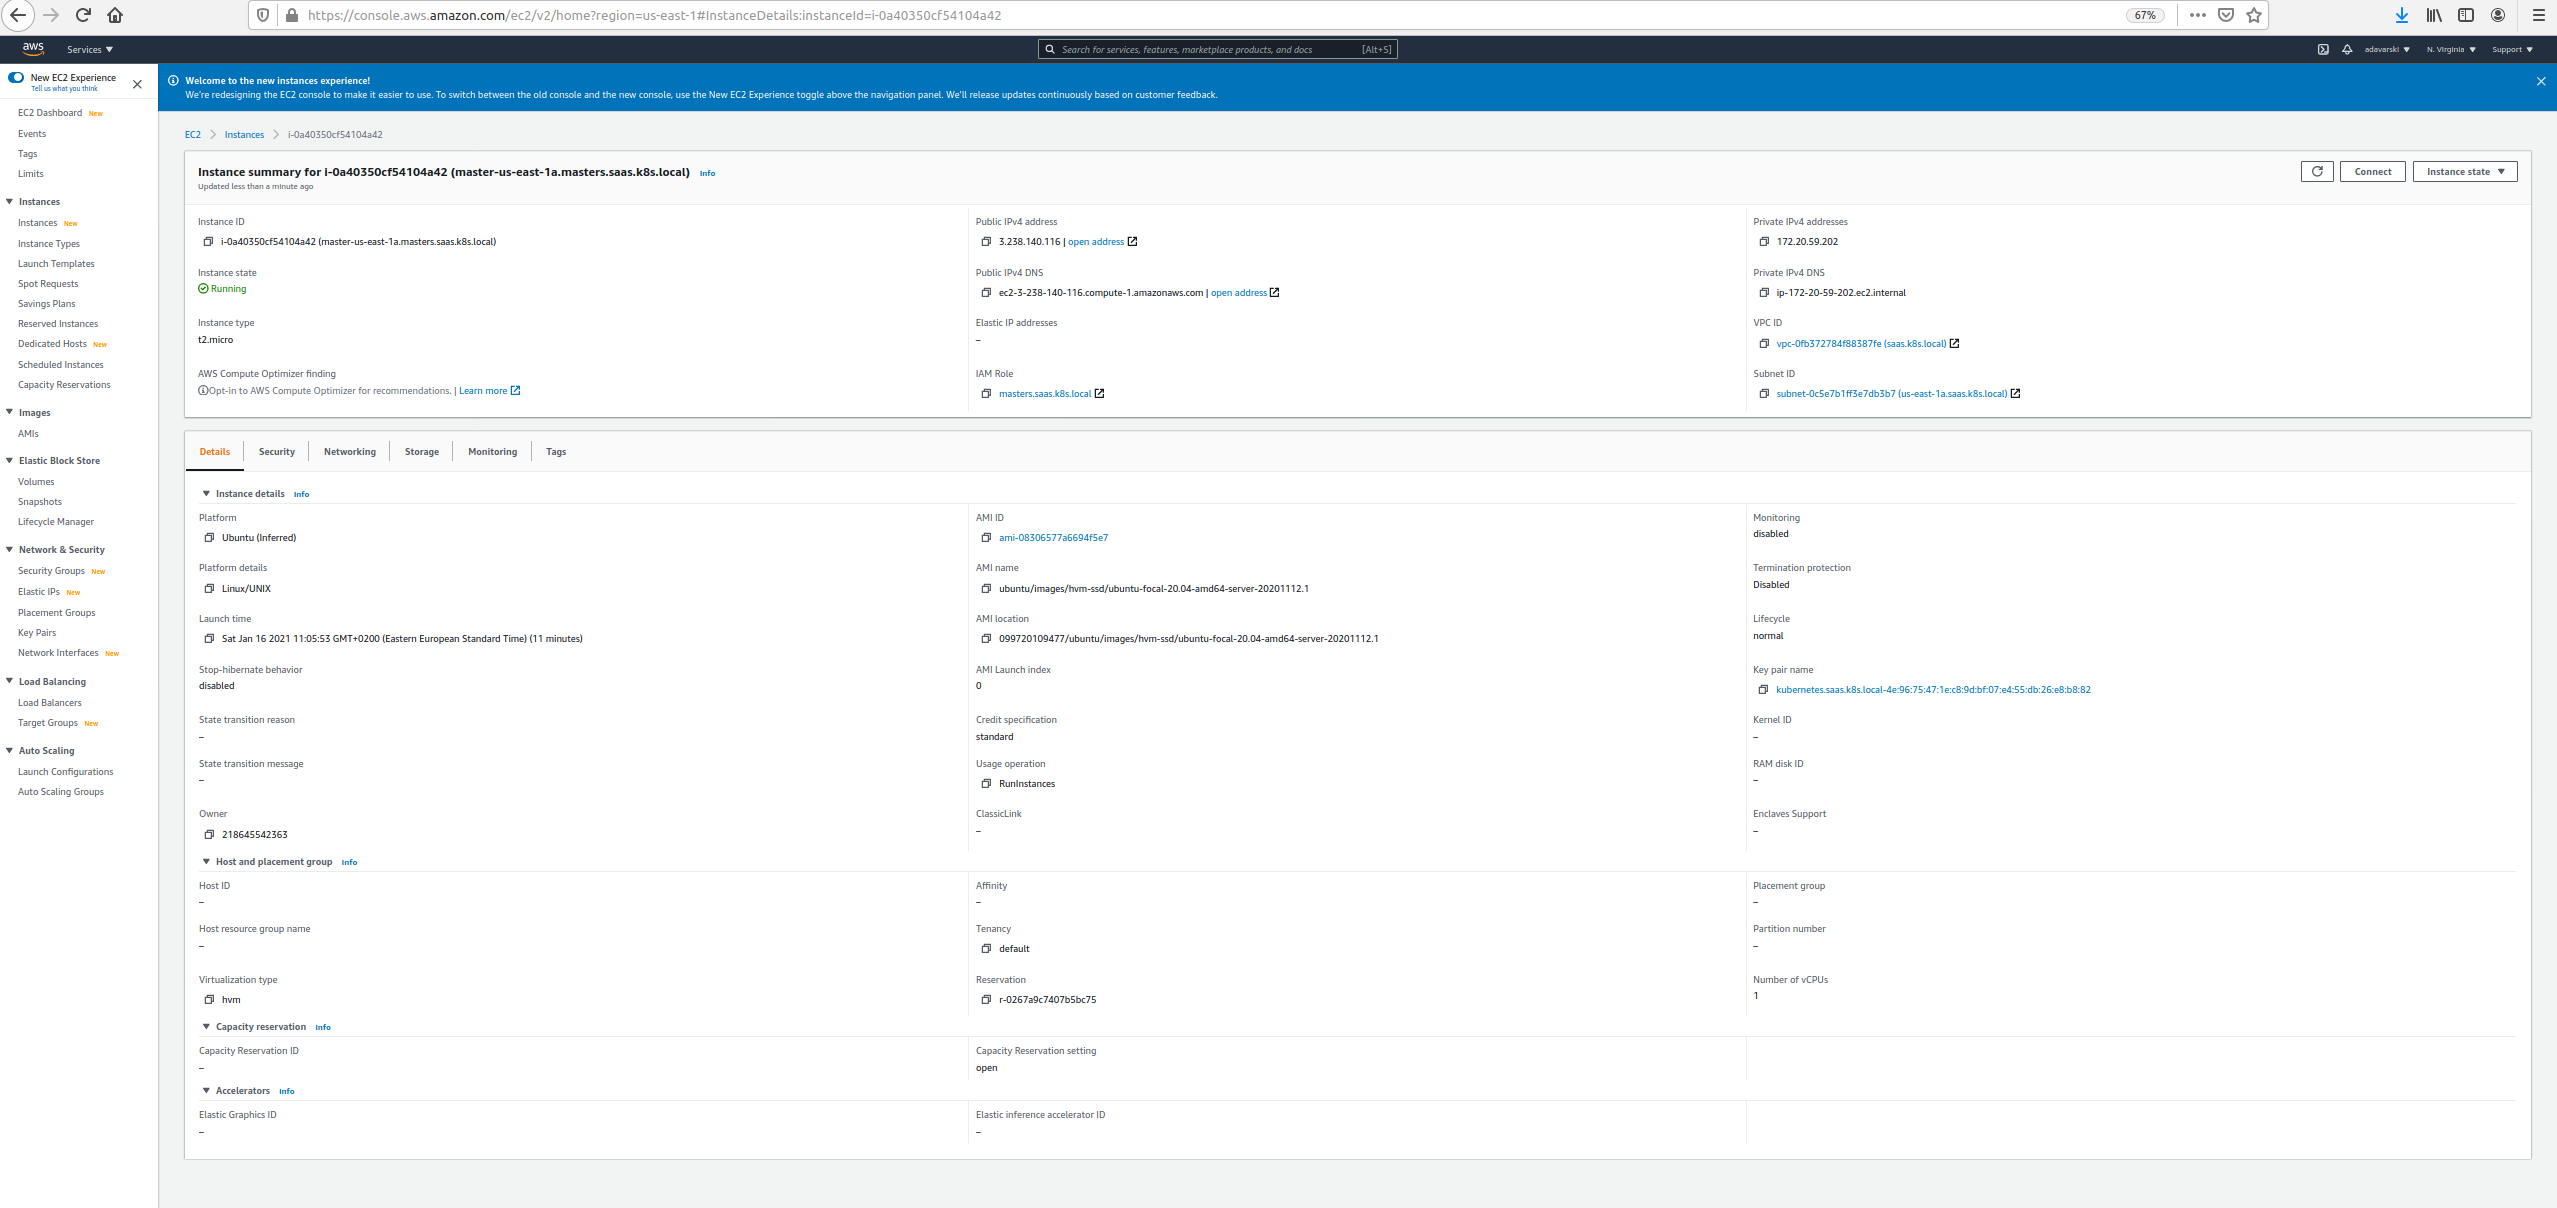 https://console.aws.amazon.com/ec2/v2/home?region=us-east-1#InstanceDetails:instanceId=i-0a40350cf54104a42
67%
aws
Services
Search for services, features, marketplace products, and docs
[Alt+S]
adavarski
N. Virginia
Support
New EC2 Experience
Tell us what you think
Welcome to the new instances experience!
We're redesigning the EC2 console to make it easier to use. To switch between the old console and the new console, use the New EC2 Experience toggle above the navigation panel. We'll release updates continuously based on customer feedback.
EC2 Dashboard New
Events
Tags
Limits
Instances
Instances New
Instance Types
Launch Templates
Spot Requests
Savings Plans
Reserved Instances
Dedicated Hosts New
Scheduled Instances
Capacity Reservations
Images
AMIs
Elastic Block Store
Volumes
Snapshots
Lifecycle Manager
Network & Security
Security Groups New
Elastic IPs New
Placement Groups
Key Pairs
Network Interfaces New
Load Balancing
Load Balancers
Target Groups New
Auto Scaling
Launch Configurations
Auto Scaling Groups
EC2 > Instances > i-0a40350cf54104a42
Instance summary for i-0a40350cf54104a42 (master-us-east-1a.masters.saas.k8s.local) Info
Updated less than a minute ago
Connect
Instance state
Instance ID
i-0a40350cf54104a42 (master-us-east-1a.masters.saas.k8s.local)
Public IPv4 address
3.238.140.116 | open address
Private IPv4 addresses
172.20.59.202
Instance state
Running
Public IPv4 DNS
ec2-3-238-140-116.compute-1.amazonaws.com | open address
Private IPv4 DNS
ip-172-20-59-202.ec2.internal
Instance type
t2.micro
Elastic IP addresses
–
VPC ID
vpc-0fb372784f88387fe (saas.k8s.local)
AWS Compute Optimizer finding
Opt-in to AWS Compute Optimizer for recommendations. | Learn more
IAM Role
masters.saas.k8s.local
Subnet ID
subnet-0c5e7b1ff3e7db3b7 (us-east-1a.saas.k8s.local)
Details
Security
Networking
Storage
Monitoring
Tags
Instance details Info
Platform
Ubuntu (Inferred)
AMI ID
ami-08306577a6694f5e7
Monitoring
disabled
Platform details
Linux/UNIX
AMI name
ubuntu/images/hvm-ssd/ubuntu-focal-20.04-amd64-server-20201112.1
Termination protection
Disabled
Launch time
Sat Jan 16 2021 11:05:53 GMT+0200 (Eastern European Standard Time) (11 minutes)
AMI location
099720109477/ubuntu/images/hvm-ssd/ubuntu-focal-20.04-amd64-server-20201112.1
Lifecycle
normal
Stop-hibernate behavior
disabled
AMI Launch index
0
Key pair name
kubernetes.saas.k8s.local-4e:96:75:47:1e:c8:9d:bf:07:e4:55:db:26:e8:b8:82
State transition reason
–
Credit specification
standard
Kernel ID
–
State transition message
–
Usage operation
RunInstances
RAM disk ID
–
Owner
218645542363
ClassicLink
–
Enclaves Support
–
Host and placement group Info
Host ID
–
Affinity
–
Placement group
–
Host resource group name
–
Tenancy
default
Partition number
–
Virtualization type
hvm
Reservation
r-0267a9c7407b5bc75
Number of vCPUs
1
Capacity reservation Info
Capacity Reservation ID
–
Capacity Reservation setting
open
Accelerators Info
Elastic Graphics ID
–
Elastic inference accelerator ID
–